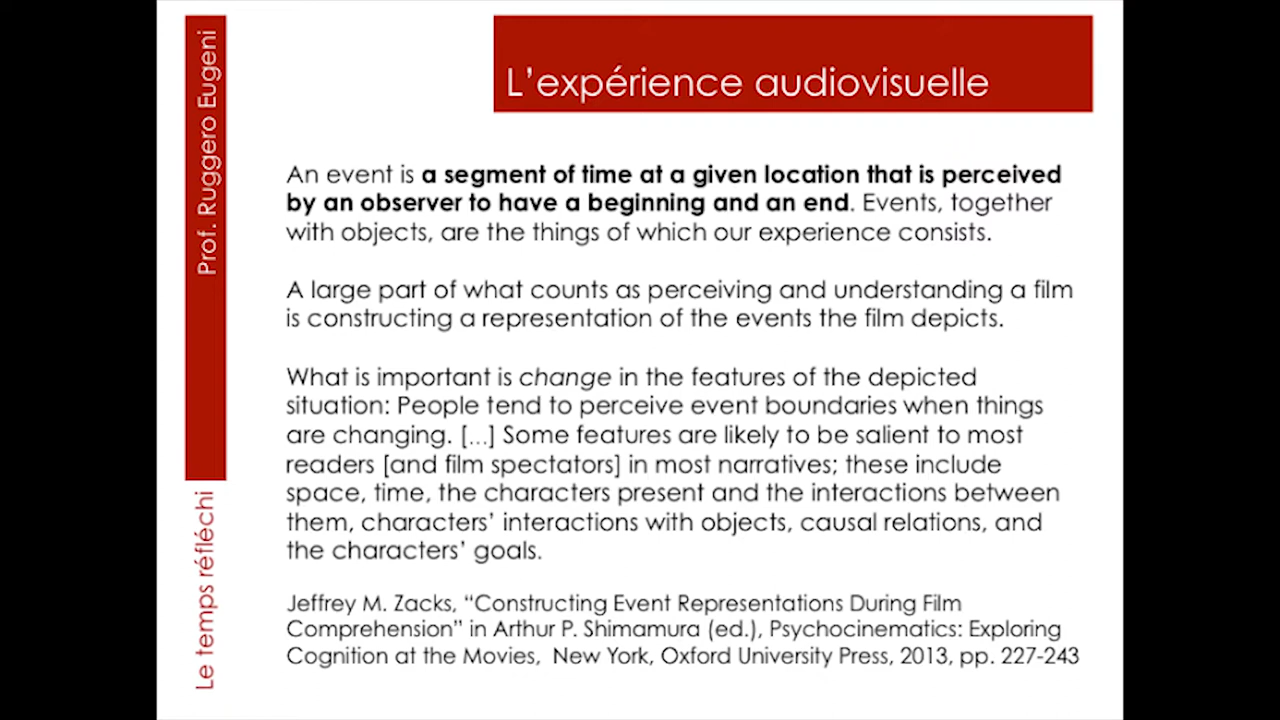 L'expérience audiovisuelle
Prof. Ruggero Eugeni
Le temps réfléchi
An event is a segment of time at a given location that is perceived
by an observer to have a beginning and an end. Events, together
with objects, are the things of which our experience consists.
A large part of what counts as perceiving and understanding a film
is constructing a representation of the events the film depicts.
What is important is change in the features of the depicted
situation: People tend to perceive event boundaries when things
are changing. [...] Some features are likely to be salient to most
readers [and film spectators] in most narratives; these include
space, time, the characters present and the interactions between
them, characters' interactions with objects, causal relations, and
the characters' goals.
Jeffrey M. Zacks, “Constructing Event Representations During Film
Comprehension” in Arthur P. Shimamura (ed.), Psychocinematics: Exploring
Cognition at the Movies, New York, Oxford University Press, 2013, pp. 227-243